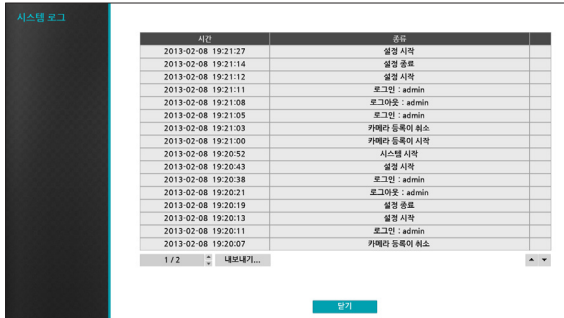 시스템 로그
시간 종류
2013-02-08 19:21:27 설정 시작
2013-02-08 19:21:14 설정 종료
2013-02-08 19:21:12 설정 시작
2013-02-08 19:21:11 로그인 : admin
2013-02-08 19:21:08 로그아웃 : admin
2013-02-08 19:21:05 로그인 : admin
2013-02-08 19:21:03 카메라 등록이 취소
2013-02-08 19:21:00 카메라 등록이 시작
2013-02-08 19:20:52 시스템 시작
2013-02-08 19:20:43 설정 시작
2013-02-08 19:20:38 로그인 : admin
2013-02-08 19:20:21 로그아웃 : admin
2013-02-08 19:20:19 설정 종료
2013-02-08 19:20:13 설정 시작
2013-02-08 19:20:11 로그인 : admin
2013-02-08 19:20:07 카메라 등록이 취소
1 / 2 내보내기...
닫기